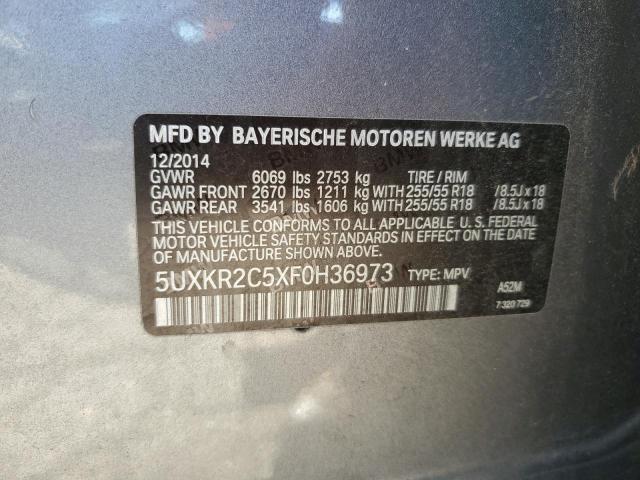 MFD BY BAYERISCHE MOTOREN WERKE AG
12/2014
GVWR 6069 lbs 2753 kg TIRE / RIM
GAWR FRONT 2670 lbs 1211 kg WITH 255/55 R18 /8.5J x 18
GAWR REAR 3541 lbs 1606 kg WITH 255/55 R18 /8.5J x 18
THIS VEHICLE CONFORMS TO ALL APPLICABLE U.S. FEDERAL
MOTOR VEHICLE SAFETY STANDARDS IN EFFECT
ON THE DATE OF MANUFACTURE SHOWN ABOVE.
5UXKR2C5XF0H36973 TYPE: MPV
A52M
7 320 729